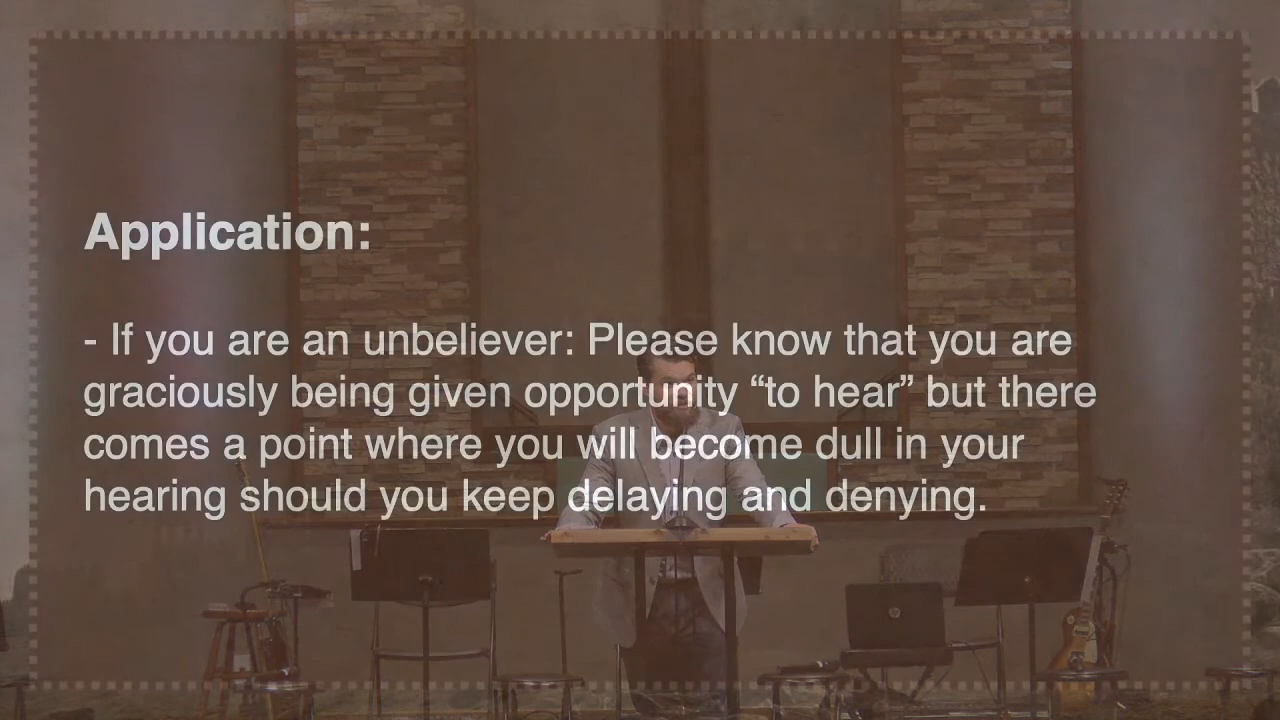 Application:
- If you are an unbeliever: Please know that you are
graciously being given opportunity “to hear” but there
comes a point where you will become dull in your
hearing should you keep delaying and denying.